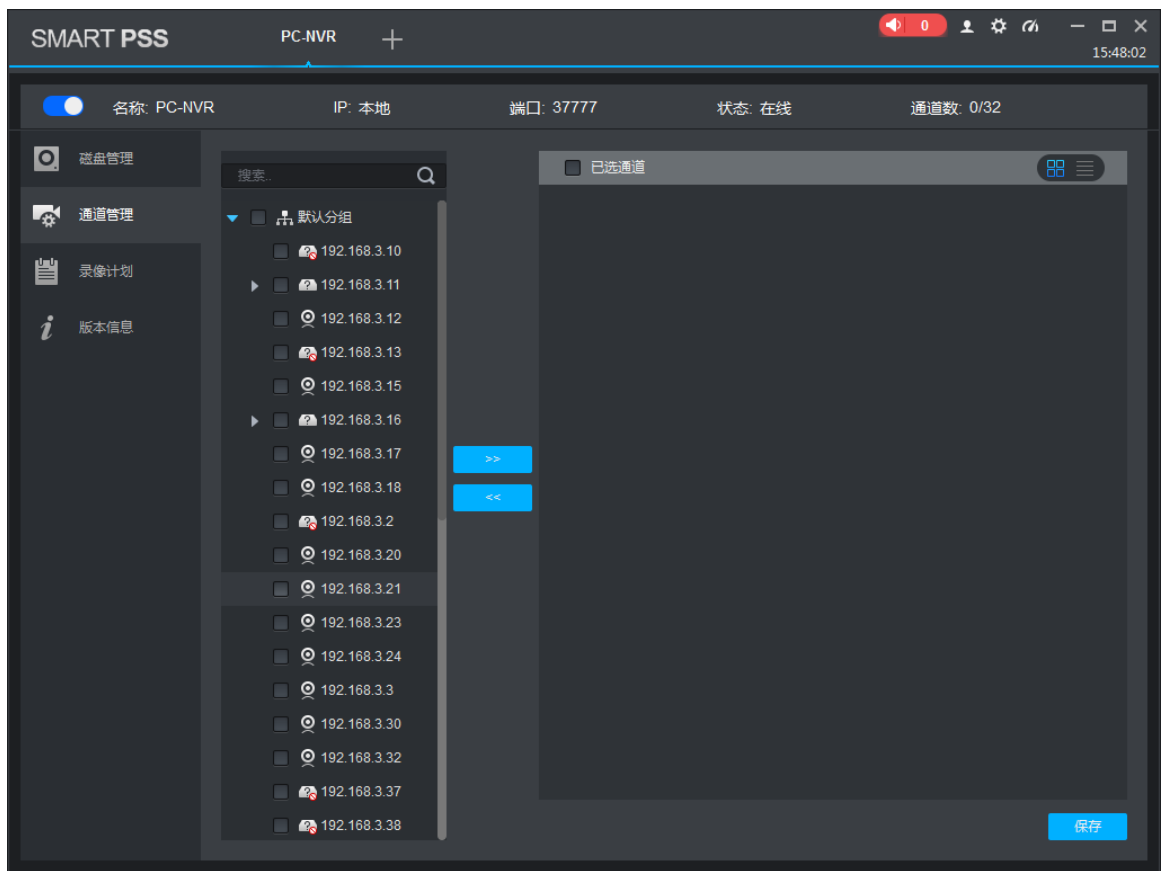 SMART PSS
PC-NVR
0
15:48:02
名称: PC-NVR IP: 本地 端口: 37777 状态: 在线 通道数: 0/32
磁盘管理
通道管理
录像计划
版本信息
搜索..
默认分组
192.168.3.10
192.168.3.11
192.168.3.12
192.168.3.13
192.168.3.15
192.168.3.16
192.168.3.17
192.168.3.18
192.168.3.2
192.168.3.20
192.168.3.21
192.168.3.23
192.168.3.24
192.168.3.3
192.168.3.30
192.168.3.32
192.168.3.37
192.168.3.38
>>
<<
已选通道
保存